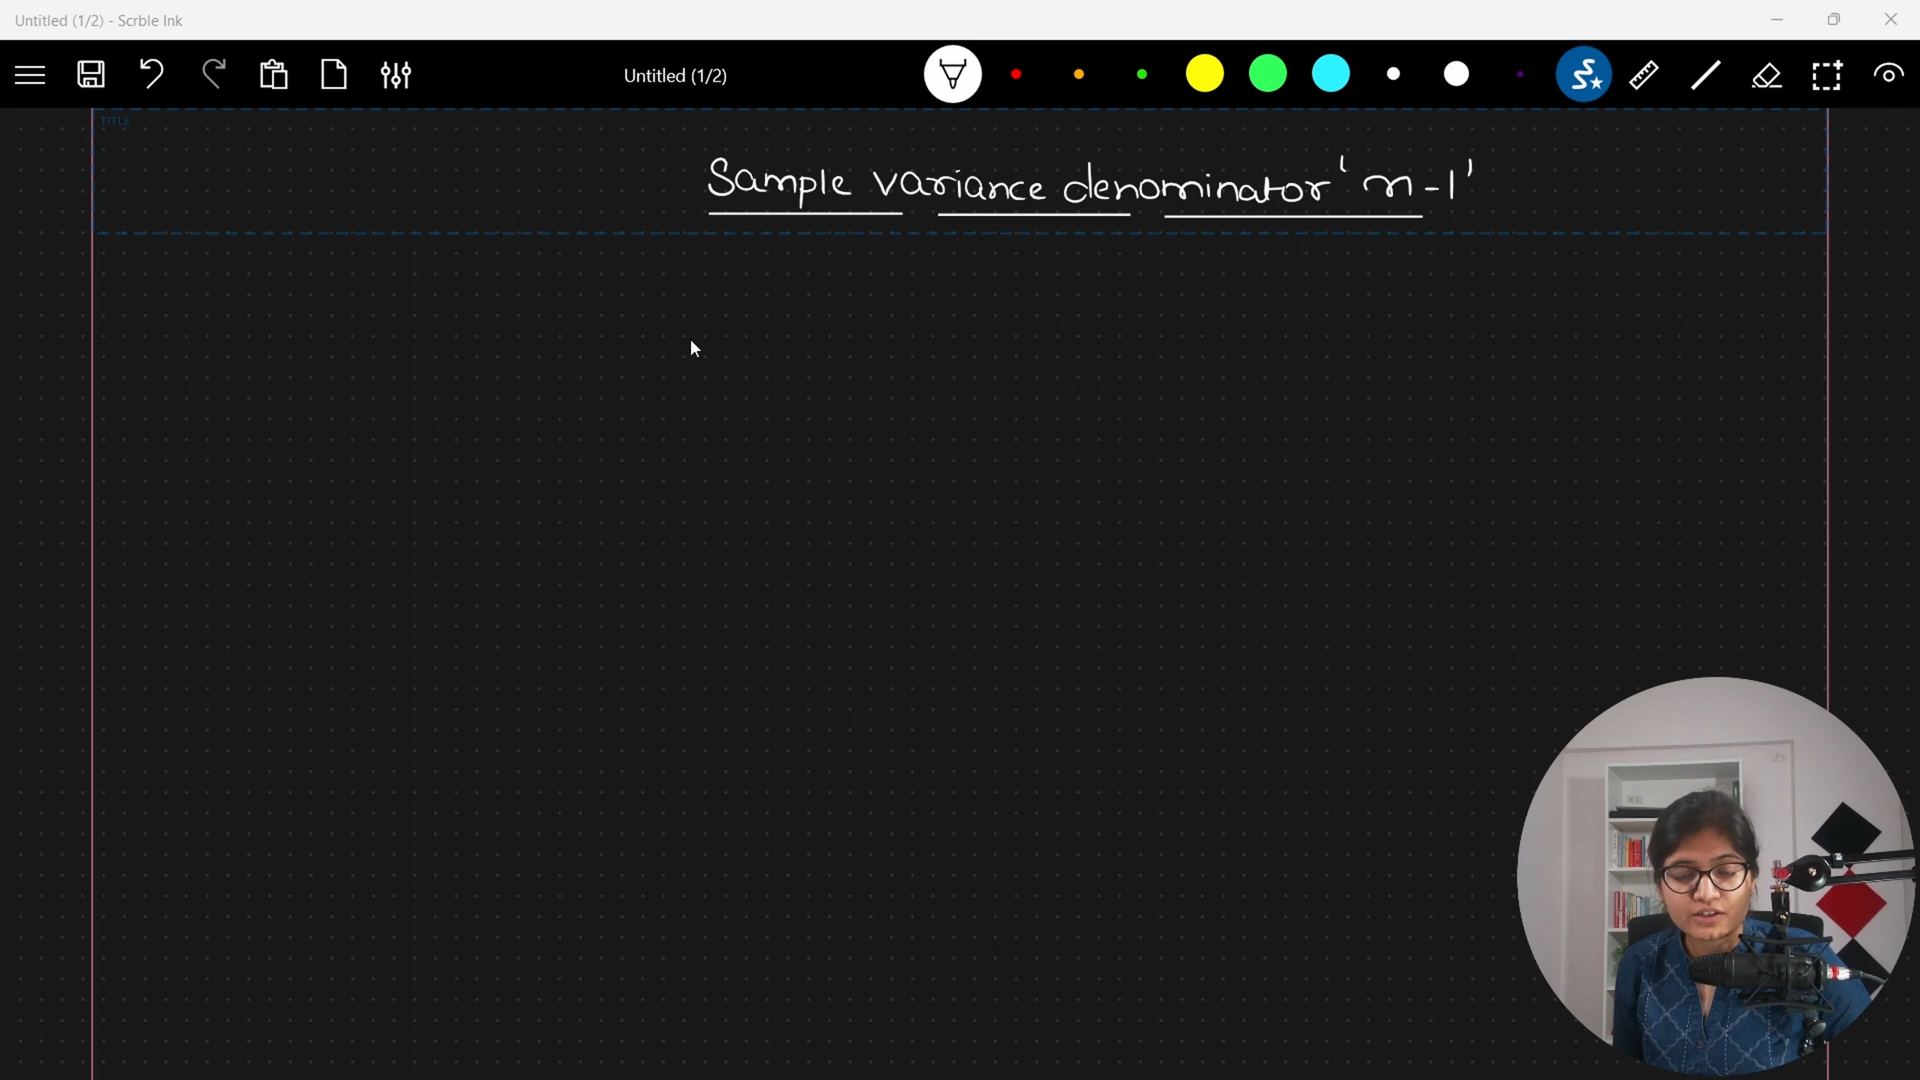 Untitled (1/2) - Scrble Ink
Untitled (1/2)
TITLE
Sample variance denominator 'n-1'